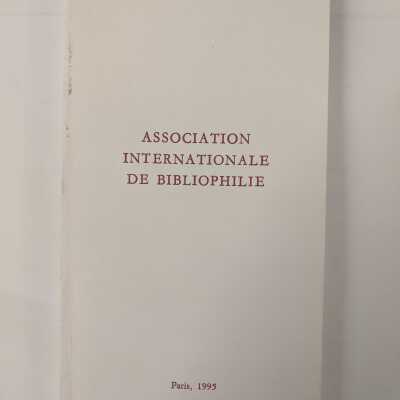 ASSOCIATION
INTERNATIONALE
DE BIBLIOPHILIE
Paris, 1995